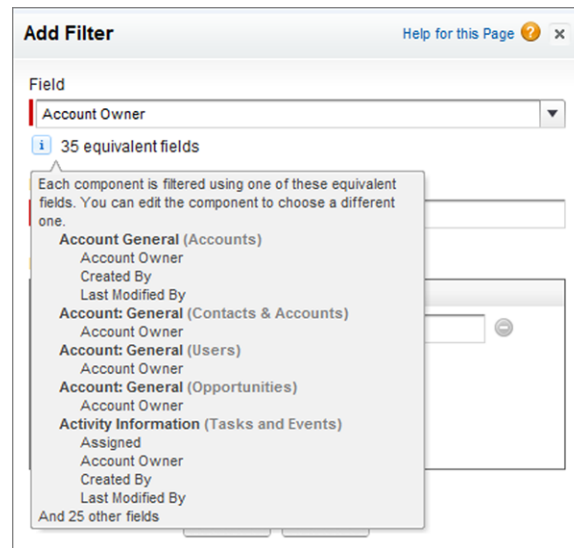 Add Filter
Help for this Page
Field
Account Owner
35 equivalent fields
Each component is filtered using one of these equivalent
fields. You can edit the component to choose a different
one.
Account General (Accounts)
Account Owner
Created By
Last Modified By
Account: General (Contacts & Accounts)
Account Owner
Account: General (Users)
Account Owner
Account: General (Opportunities)
Account Owner
Activity Information (Tasks and Events)
Assigned
Account Owner
Created By
Last Modified By
And 25 other fields